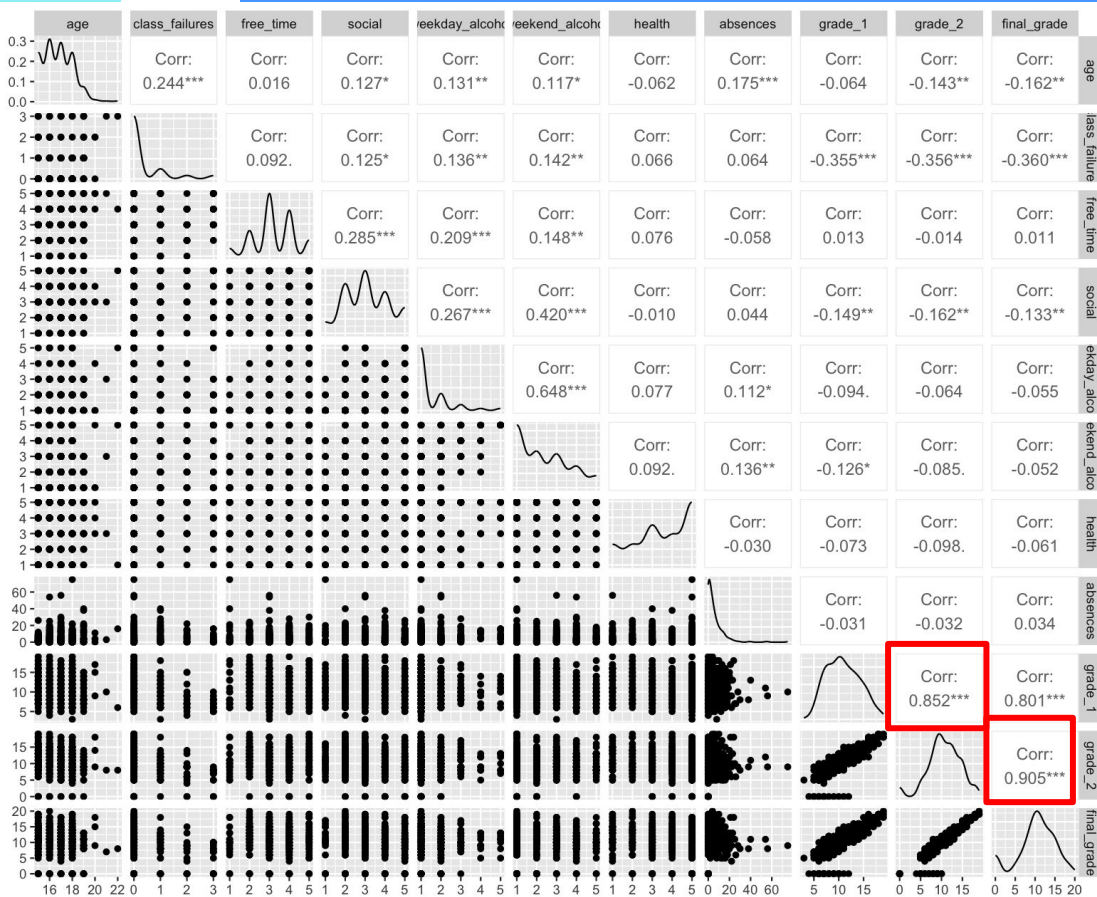 age class_failures free_time social eekday_alcoho eekend_alcoho health absences grade_1 grade_2 final_grade
0.3
0.2
0.1
0.0
Corr: Corr: Corr: Corr: Corr: Corr: Corr: Corr: Corr: Corr:
0.244*** 0.016 0.127* 0.131** 0.117* -0.062 0.175*** -0.064 -0.143** -0.162**
age
3
2
1
0
Corr: Corr: Corr: Corr: Corr: Corr: Corr: Corr: Corr:
0.092. 0.125* 0.136** 0.142** 0.066 0.064 -0.355*** -0.356*** -0.360***
lass_failure
5
4
3
2
1
Corr: Corr: Corr: Corr: Corr: Corr: Corr: Corr:
0.285*** 0.209*** 0.148** 0.076 -0.058 0.013 -0.014 0.011
free_time
5
4
3
2
1
Corr: Corr: Corr: Corr: Corr: Corr: Corr:
0.267*** 0.420*** -0.010 0.044 -0.149** -0.162** -0.133**
social
5
4
3
2
1
Corr: Corr: Corr: Corr: Corr: Corr:
0.648*** 0.077 0.112* -0.094. -0.064 -0.055
ekday_alco
5
4
3
2
1
Corr: Corr: Corr: Corr: Corr:
0.092. 0.136** -0.126* -0.085. -0.052
ekend_alco
5
4
3
2
1
Corr: Corr: Corr: Corr:
-0.030 -0.073 -0.098. -0.061
health
60
40
20
0
Corr: Corr: Corr:
-0.031 -0.032 0.034
absences
15
10
5
Corr: Corr:
0.852*** 0.801***
grade_1
15
10
5
0
Corr:
0.905***
grade_2
20
15
10
5
0
final_grade
16 18 20 22 0 1 2 3 1 2 3 4 5 1 2 3 4 5 1 2 3 4 5 1 2 3 4 5 1 2 3 4 5 0 20 40 60 5 10 15 0 5 10 15 0 5 10 15 20